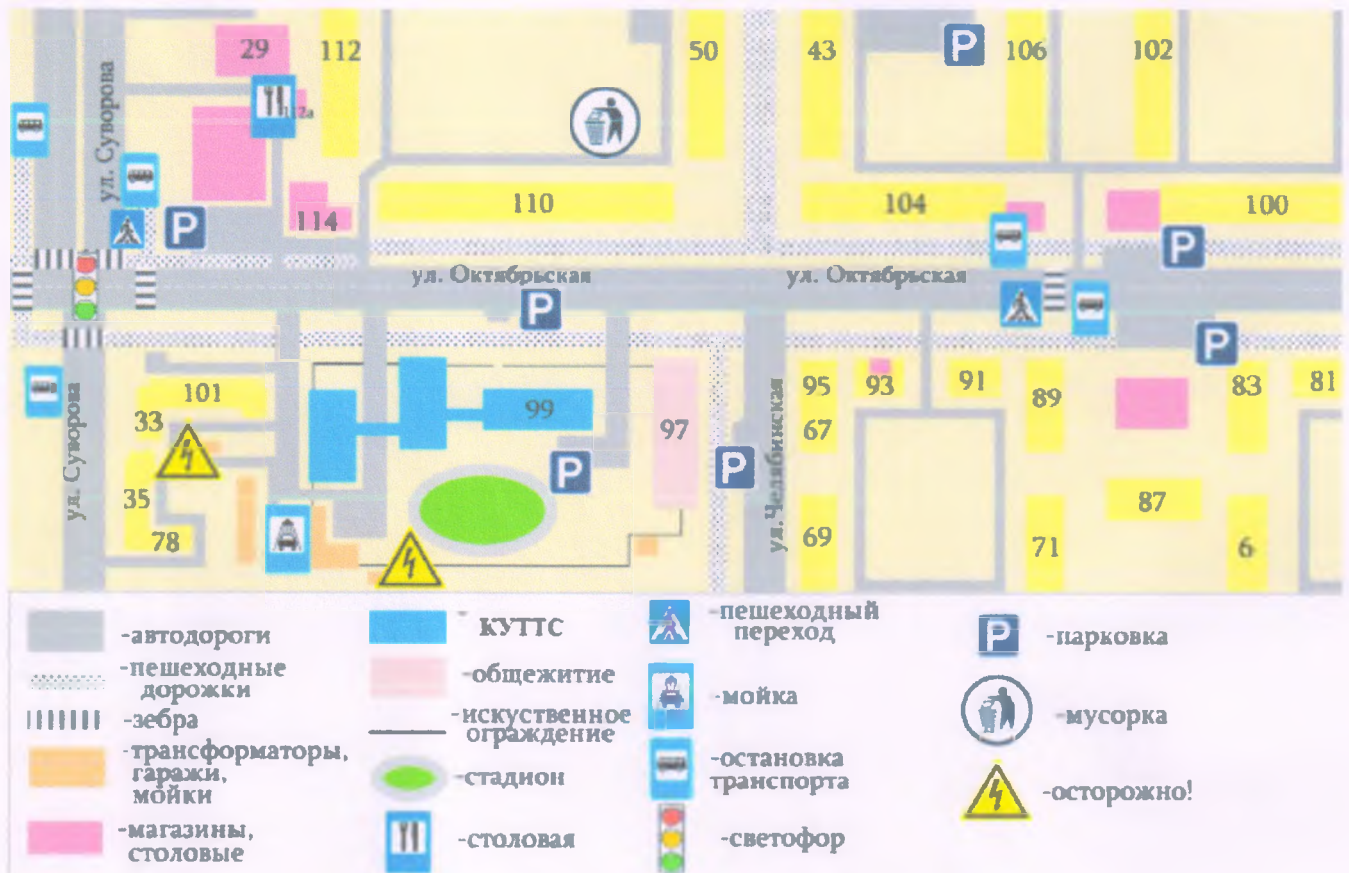 29
112
50
43
P
106
102
ул. Суворова
112а
114
P
110
104
100
P
ул. Октябрьская
ул. Октябрьская
P
P
101
33
99
97
95
93
91
89
83
81
67
ул. Суворова
35
78
P
P
ул. Челябинская
69
71
87
6
-автодороги
-пешеходные
дорожки
-зебра
-трансформаторы,
гаражи,
мойки
-магазины,
столовые
КУТТС
-общежитие
-искуственное
ограждение
-стадион
-столовая
-пешеходный
переход
-мойка
-остановка
транспорта
-светофор
P
-парковка
-мусорка
-осторожно!